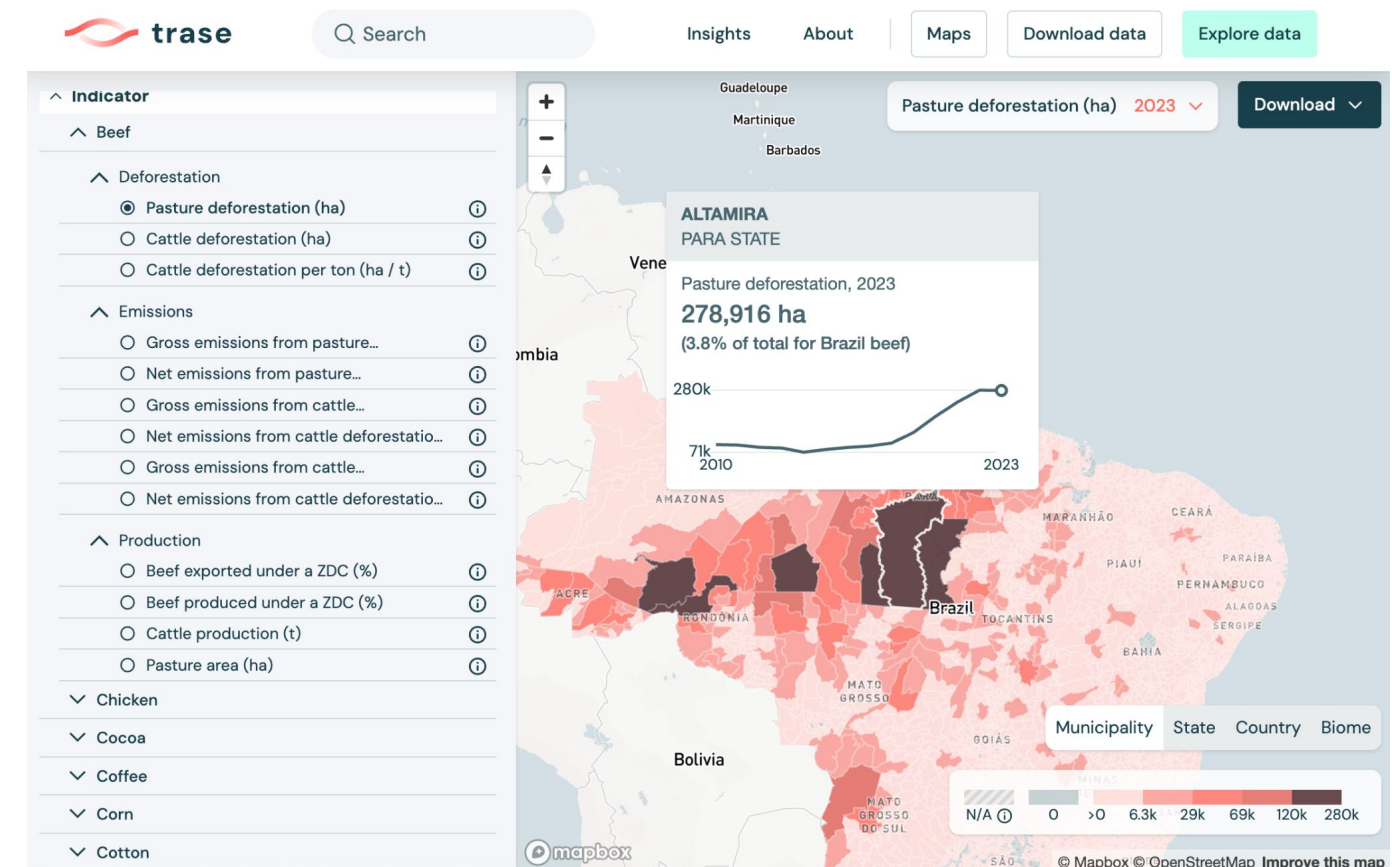 trase
Search
Insights
About
Maps
Download data
Explore data
Indicator
Beef
Deforestation
Pasture deforestation (ha)
Cattle deforestation (ha)
Cattle deforestation per ton (ha / t)
Emissions
Gross emissions from pasture...
Net emissions from pasture...
Gross emissions from cattle...
Net emissions from cattle deforestatio...
Gross emissions from cattle...
Net emissions from cattle deforestatio...
Production
Beef exported under a ZDC (%)
Beef produced under a ZDC (%)
Cattle production (t)
Pasture area (ha)
Chicken
Cocoa
Coffee
Corn
Cotton
Guadeloupe
Martinique
Barbados
Pasture deforestation (ha) 2023
Download
ALTAMIRA
PARA STATE
Pasture deforestation, 2023
278,916 ha
(3.8% of total for Brazil beef)
280k
71k
2010
2023
Vene
ombia
AMAZONAS
PARÁ
MARANHÃO
CEARÁ
PIAUÍ
PARAÍBA
PERNAMBUCO
ALAGOAS
SERGIPE
ACRE
RONDÔNIA
Brazil
TOCANTINS
BAHIA
MATO
GROSSO
GOIÁS
Bolivia
Municipality
State
Country
Biome
MINAS
MATO
GROSSO
DO SUL
N/A
0
>0
6.3k
29k
69k
120k
280k
SÃO
mapbox
© Mapbox © OpenStreetMap Improve this map